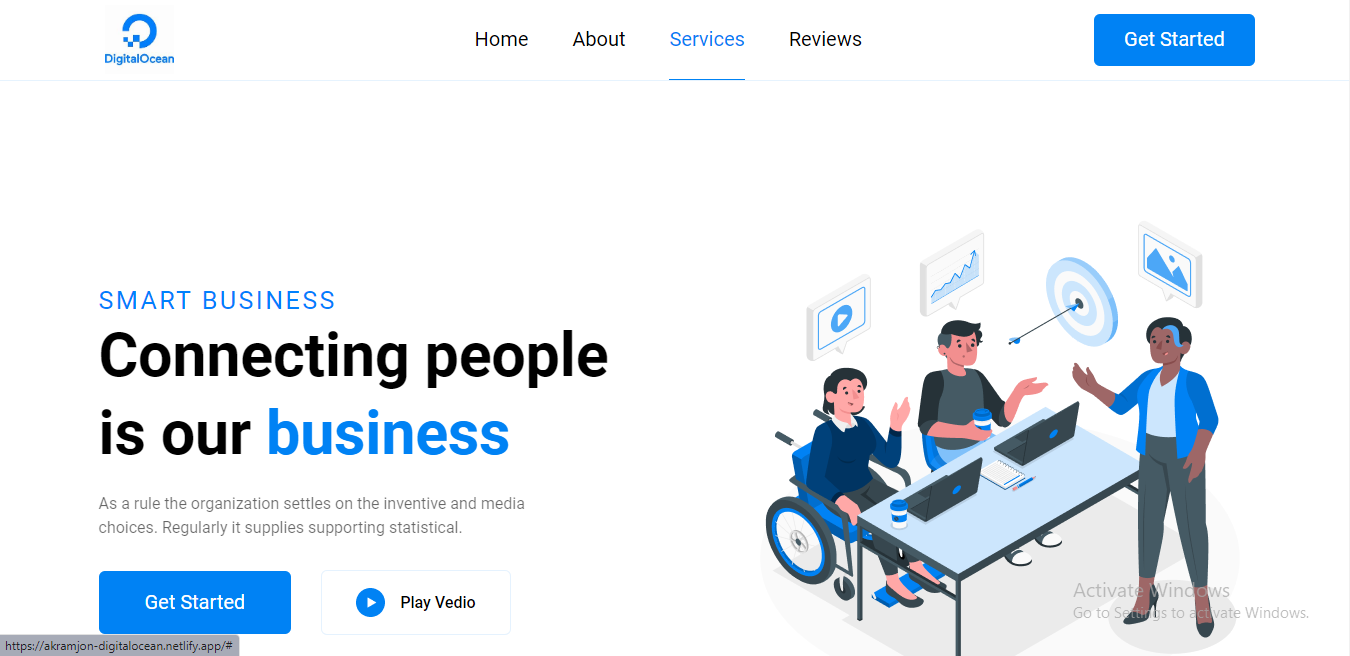 DigitalOcean
Home About Services Reviews
Get Started
SMART BUSINESS
Connecting people
is our business
As a rule the organization settles on the inventive and media
choices. Regularly it supplies supporting statistical.
Get Started
Play Vedio
Activate Windows
Go to Settings to activate Windows.
https://akramjon-digitalocean.netlify.app/#